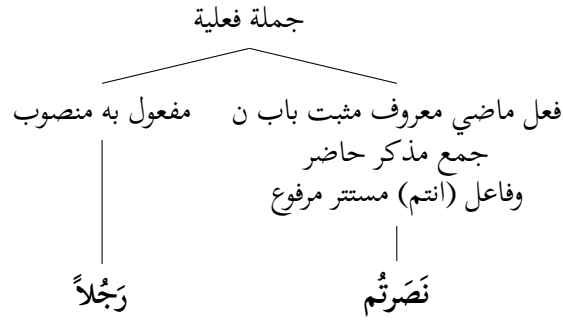 جملة فعلية
فعل ماضي معروف مثبت باب ن
جمع مذكر حاضر
وفاعل (انتم) مستتر مرفوع
مفعول به منصوب
نَصَرتُم
رَجُلاً